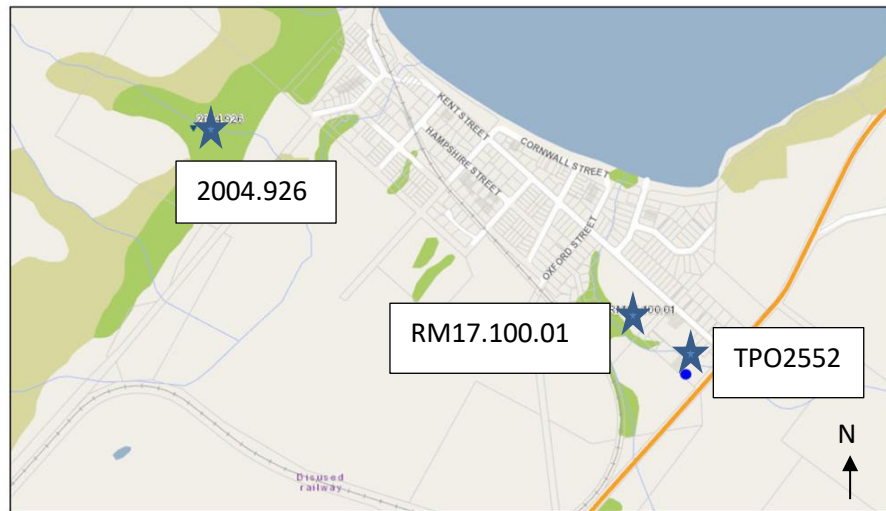 2004.926
KENT STREET
HAMPSHIRE STREET
CORNWALL STREET
OXFORD STREET
RM17.100.01
TPO2552
N
Disused
railway